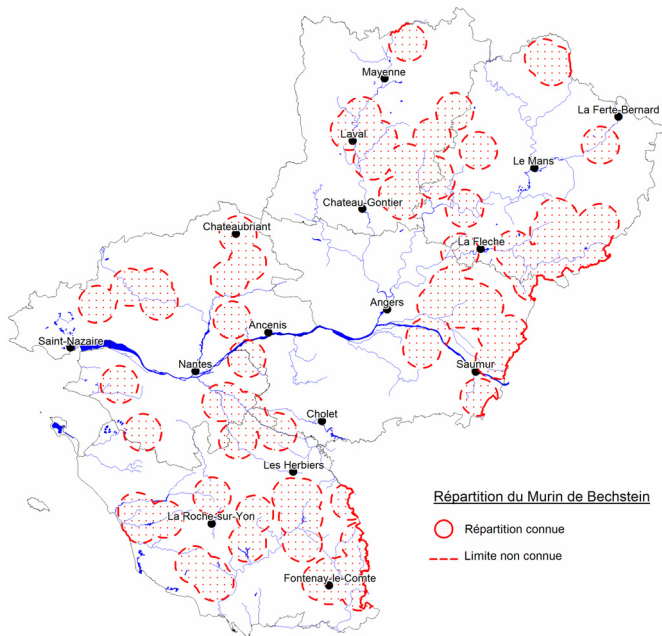 Mayenne
La Ferte-Bernard
Laval
Le Mans
Chateau-Gontier
Chateaubriant
La Fleche
Angers
Ancenis
Saint-Nazaire
Nantes
Saumur
Cholet
Les Herbiers
La Roche-sur-Yon
Fontenay-le-Comte
Répartition du Murin de Bechstein
Répartition connue
Limite non connue